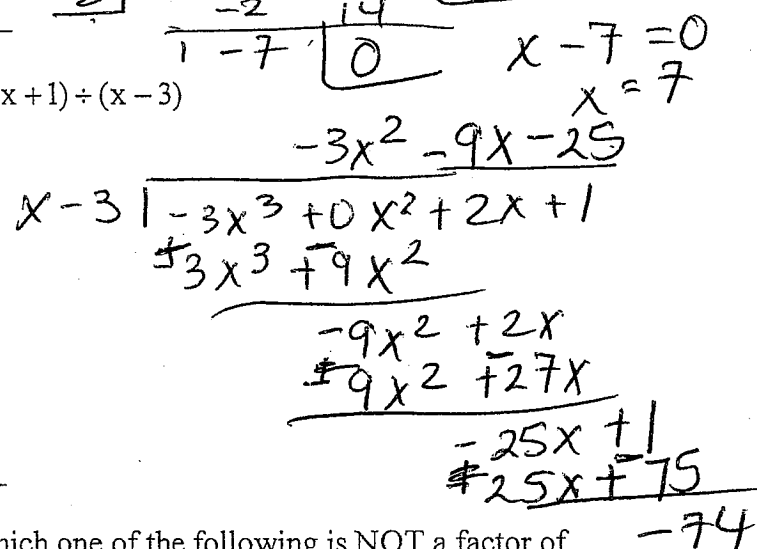 -2 14
1 -7 0
x - 7 = 0
x + 1) ÷ (x – 3)
x = 7
-3x² - 9x - 25
x - 3 -3x³ + 0x² + 2x + 1
3x³ + 9x²
-9x² + 2x
9x² + 27x
- 25x + 1
25x + 75
-74
hich one of the following is NOT a factor of